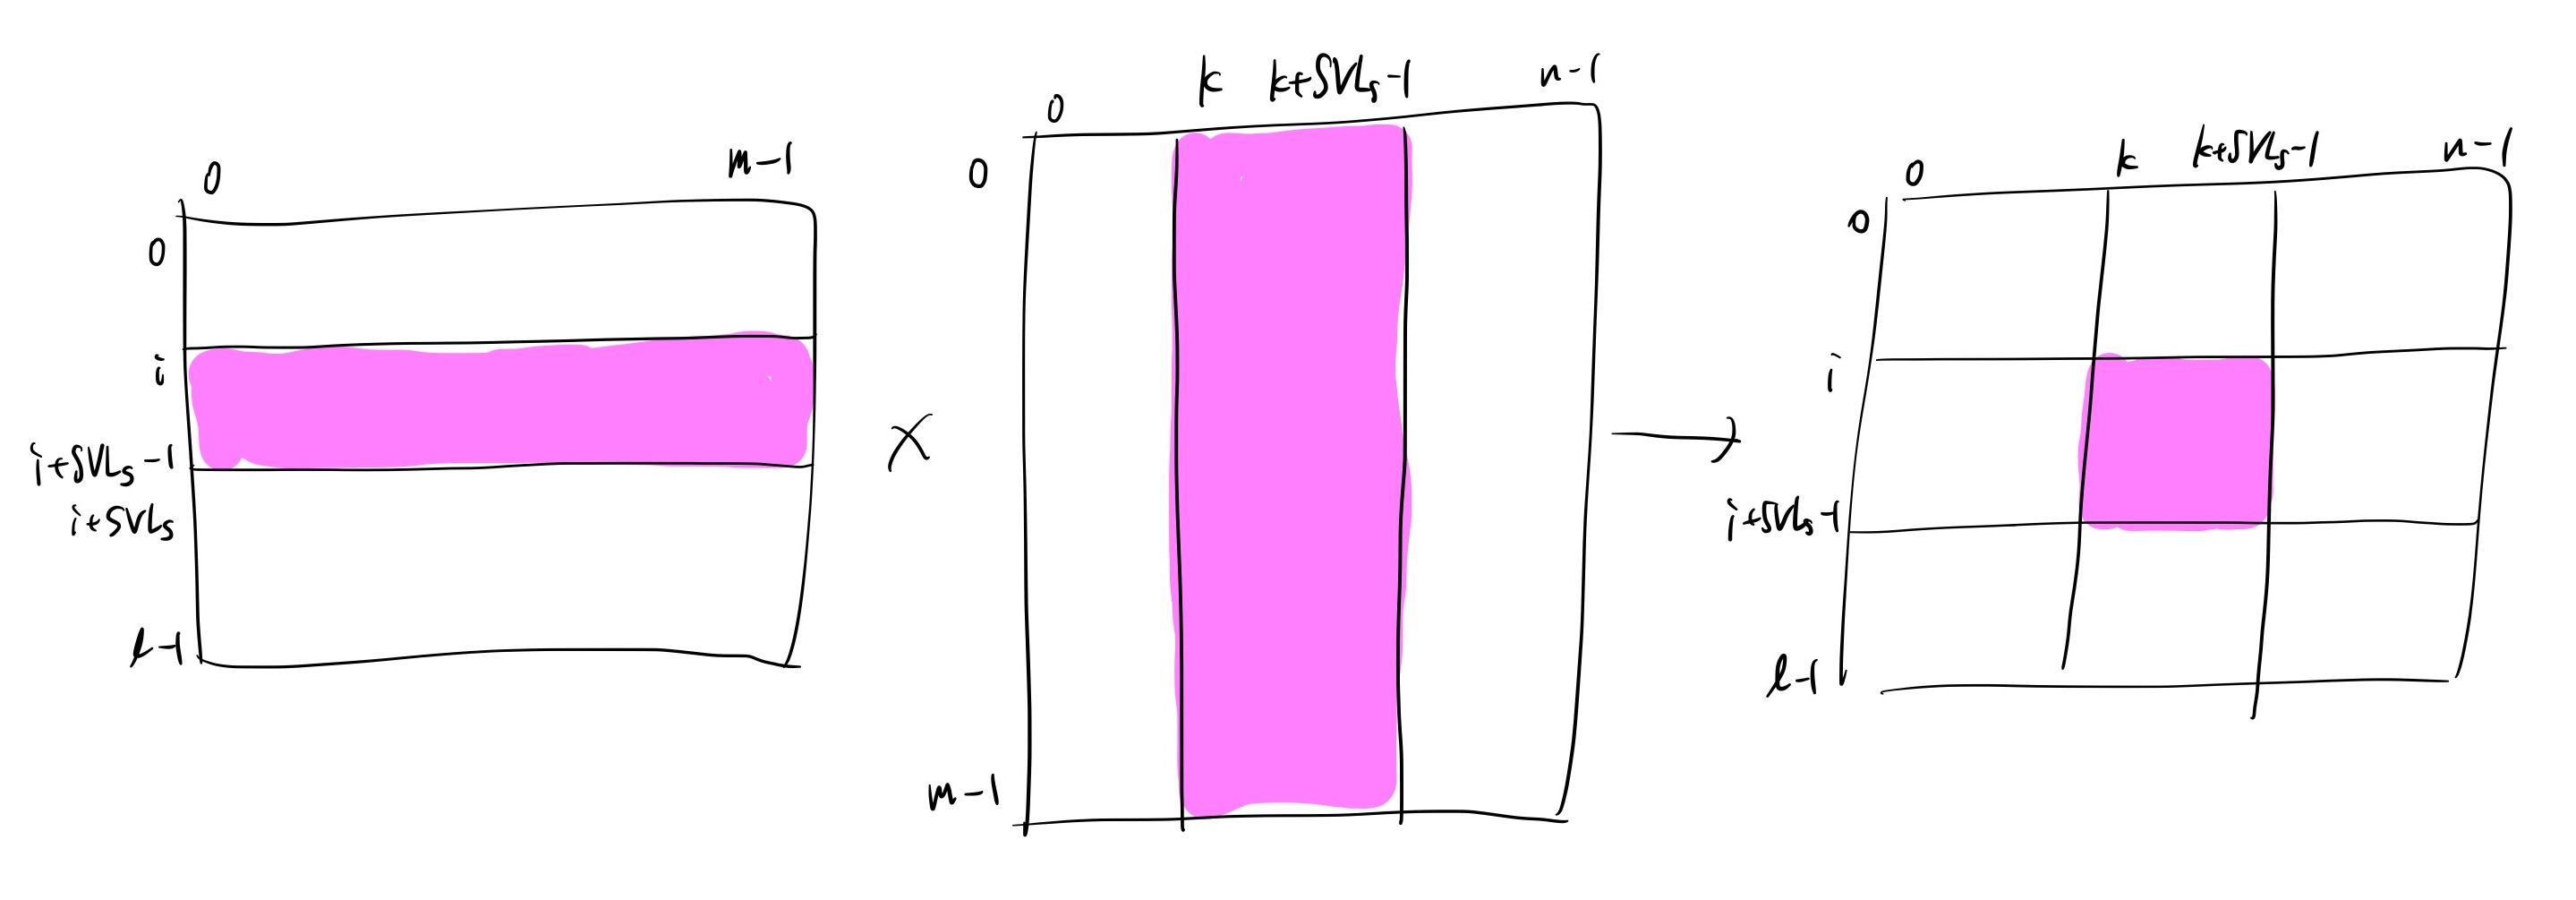 0 m-1
0
i
i+SVLs-1
i+SVLs
l-1
×
0 k k+SVLs-1 n-1
0
m-1
→
0 k k+SVLs-1 n-1
0
i
i+SVLs-1
l-1